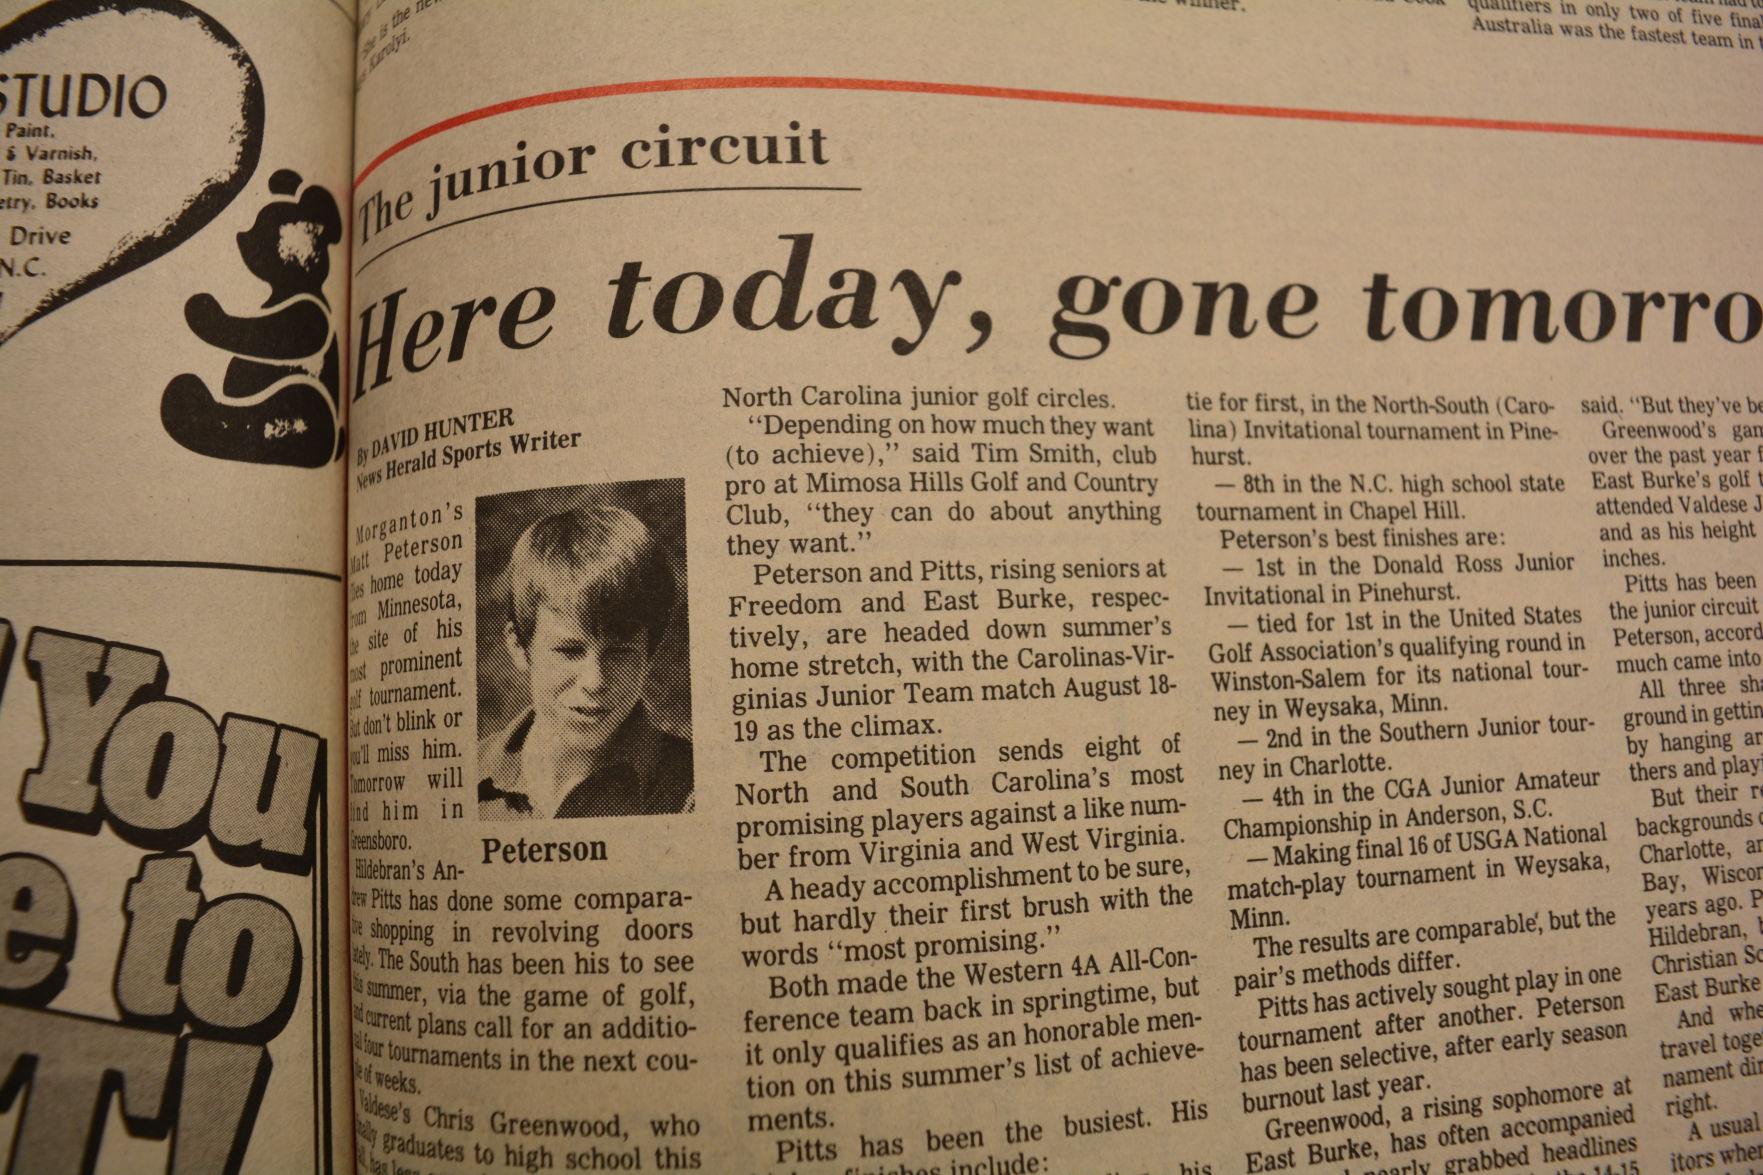 STUDIO
Paint,
& Varnish,
Tin, Basket
etry, Books
Drive
N.C.
You
e to
is the new
Karolyi.
winner.
qualifiers in only two of five fina
Australia was the fastest team in
The junior circuit
Here today, gone tomorro
By DAVID HUNTER
News Herald Sports Writer
Morganton's
Matt Peterson
flies home today
from Minnesota,
the site of his
most prominent
golf tournament.
But don't blink or
you'll miss him.
Tomorrow will
find him in
Greensboro.
Hildebran's An-
drew Pitts has done some compara-
tive shopping in revolving doors
lately. The South has been his to see
this summer, via the game of golf,
and current plans call for an additio-
nal four tournaments in the next cou-
ple of weeks.
Valdese's Chris Greenwood, who
finally graduates to high school this
Peterson
North Carolina junior golf circles.
"Depending on how much they want
(to achieve)," said Tim Smith, club
pro at Mimosa Hills Golf and Country
Club, "they can do about anything
they want."
Peterson and Pitts, rising seniors at
Freedom and East Burke, respec-
tively, are headed down summer's
home stretch, with the Carolinas-Vir-
ginias Junior Team match August 18-
19 as the climax.
The competition sends eight of
North and South Carolina's most
promising players against a like num-
ber from Virginia and West Virginia.
A heady accomplishment to be sure,
but hardly their first brush with the
words "most promising."
Both made the Western 4A All-Con-
ference team back in springtime, but
it only qualifies as an honorable men-
tion on this summer's list of achieve-
ments.
Pitts has been the busiest. His
finishes include:
tie for first, in the North-South (Caro-
lina) Invitational tournament in Pine-
hurst.
— 8th in the N.C. high school state
tournament in Chapel Hill.
Peterson's best finishes are:
— 1st in the Donald Ross Junior
Invitational in Pinehurst.
— tied for 1st in the United States
Golf Association's qualifying round in
Winston-Salem for its national tour-
ney in Weysaka, Minn.
— 2nd in the Southern Junior tour-
ney in Charlotte.
— 4th in the CGA Junior Amateur
Championship in Anderson, S.C.
— Making final 16 of USGA National
match-play tournament in Weysaka,
Minn.
The results are comparable, but the
pair's methods differ.
Pitts has actively sought play in one
tournament after another. Peterson
has been selective, after early season
burnout last year.
Greenwood, a rising sophomore at
East Burke, has often accompanied
nearly grabbed headlines
said. "But they've be
Greenwood's gam
over the past year f
East Burke's golf t
attended Valdese J
and as his height
inches.
Pitts has been
the junior circuit
Peterson, accord
much came into
All three sha
ground in gettin
by hanging ar
thers and playi
But their re
backgrounds
Charlotte, an
Bay, Wiscon
years ago. P
Hildebran,
Christian Sc
East Burke
And whe
travel toge
nament dir
right.
A usual
itors whe